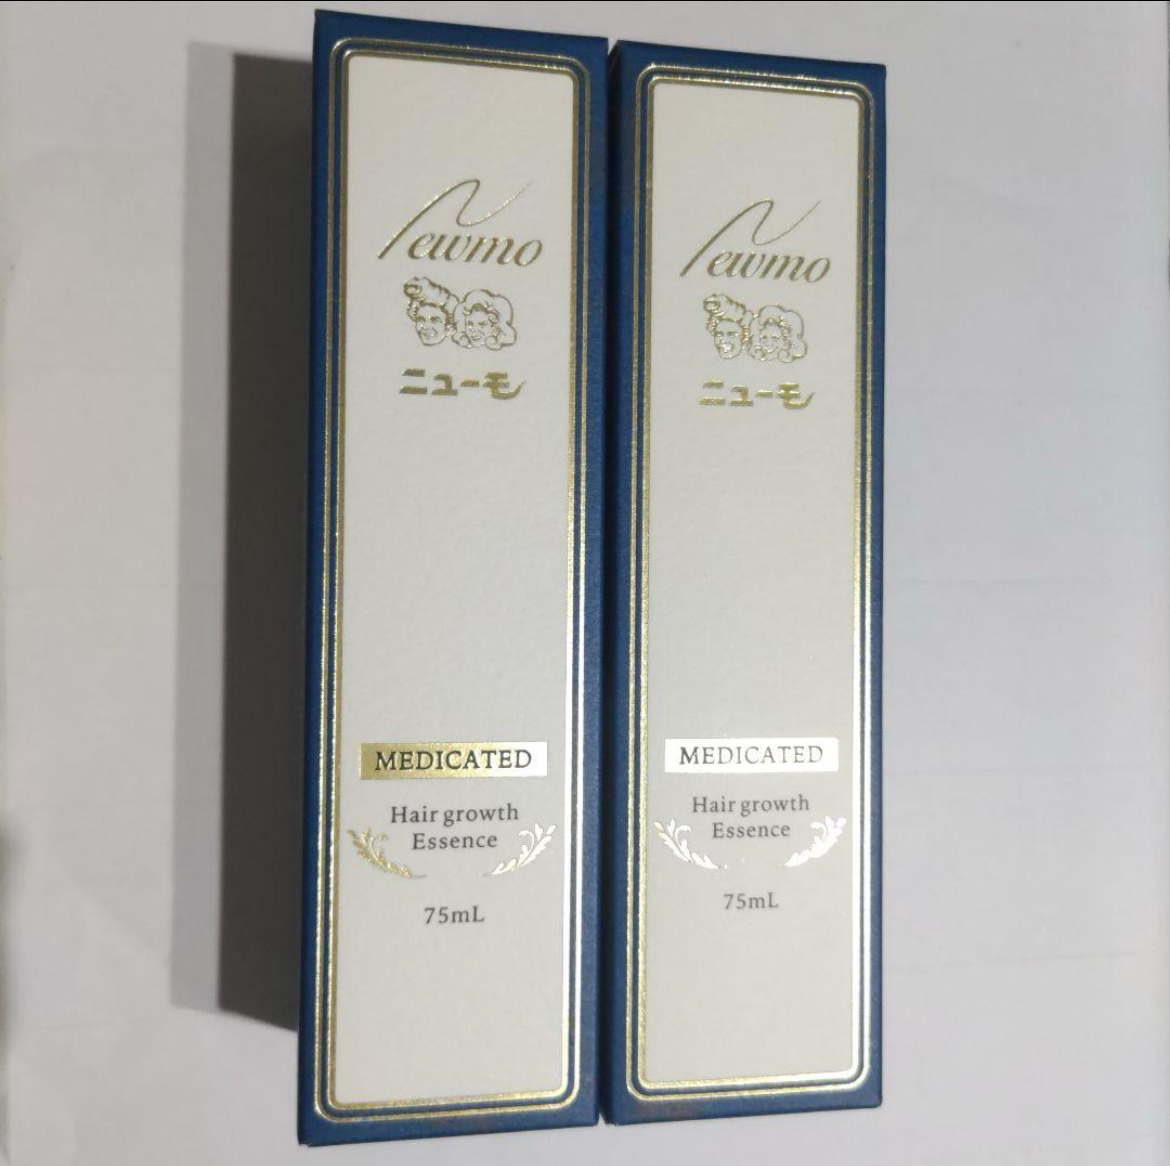 Newmo
ニューモ
MEDICATED
Hair growth
Essence
75mL
Newmo
ニューモ
MEDICATED
Hair growth
Essence
75mL